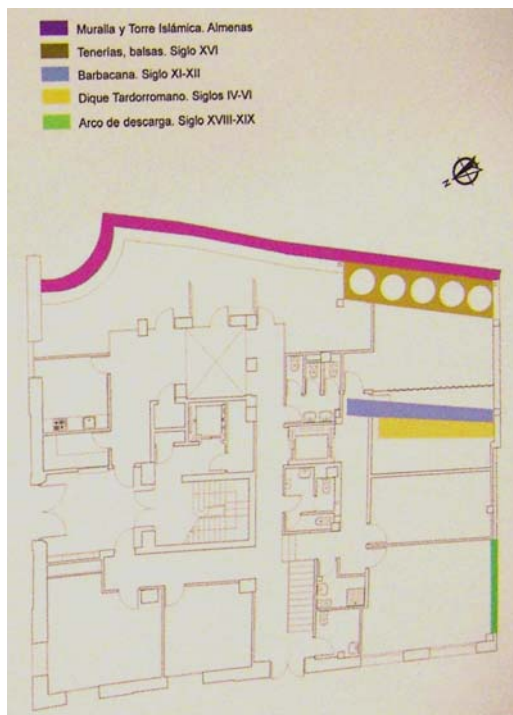 Muralla y Torre Islámica. Almenas
Tenerías, balsas. Siglo XVI
Barbacana. Siglo XI-XII
Dique Tardorromano. Siglos IV-VI
Arco de descarga. Siglo XVIII-XIX
N